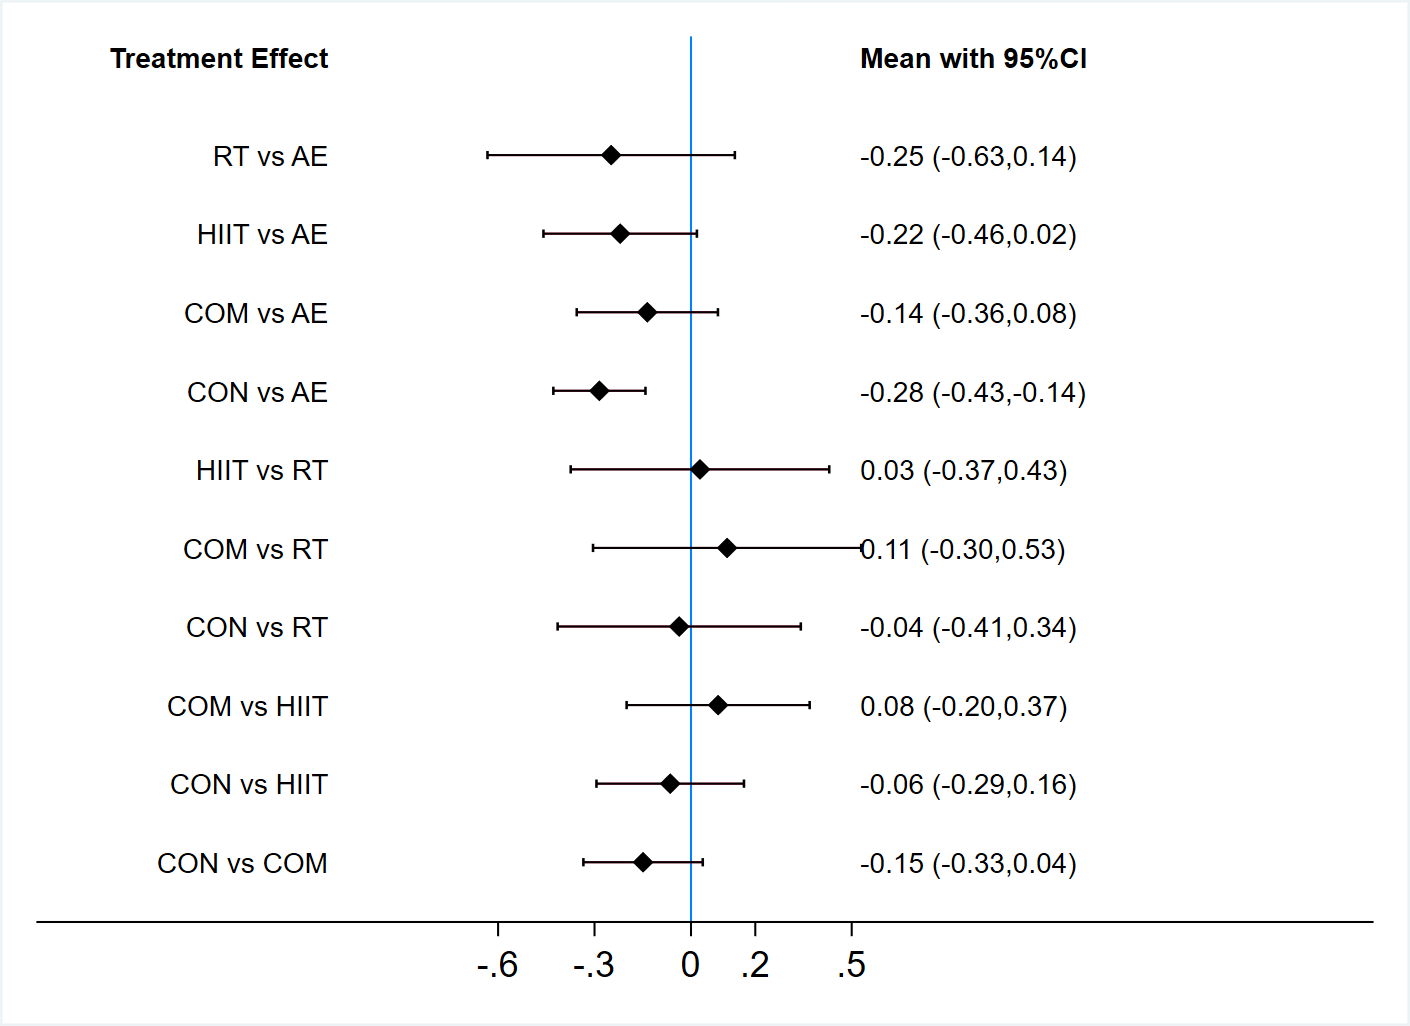 Treatment Effect Mean with 95%CI
RT vs AE -0.25 (-0.63,0.14)
HIIT vs AE -0.22 (-0.46,0.02)
COM vs AE -0.14 (-0.36,0.08)
CON vs AE -0.28 (-0.43,-0.14)
HIIT vs RT 0.03 (-0.37,0.43)
COM vs RT 0.11 (-0.30,0.53)
CON vs RT -0.04 (-0.41,0.34)
COM vs HIIT 0.08 (-0.20,0.37)
CON vs HIIT -0.06 (-0.29,0.16)
CON vs COM -0.15 (-0.33,0.04)
-.6 -.3 0 .2 .5